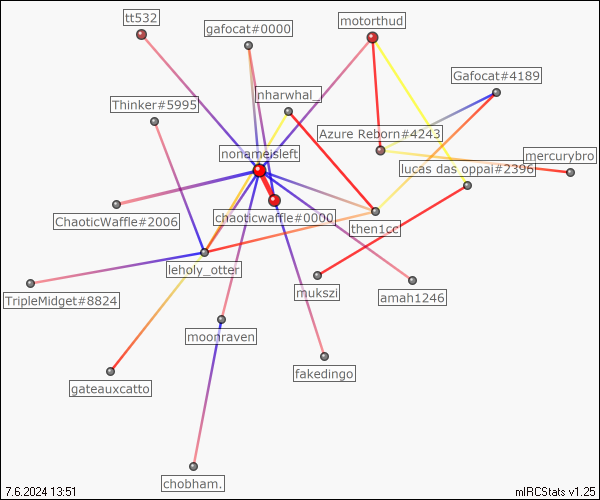 tt532
motorthud
gafocat#0000
Gafocat#4189
nharwhal_
Thinker#5995
Azure Reborn#4243
nonameisleft
mercurybro
lucas das oppai#2396
chaoticwaffle#0000
ChaoticWaffle#2006
then1cc
leholy_otter
mukszi
amah1246
TripleMidget#8824
moonraven
fakedingo
gateauxcatto
chobham.
7.6.2024 13:51
mIRCStats v1.25